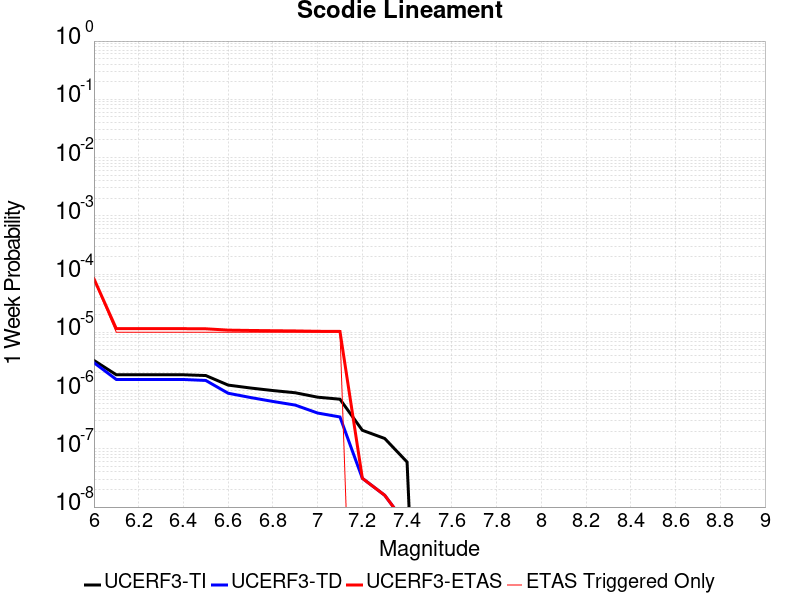 Scodie Lineament
1 Week Probability
10^0
10^-1
10^-2
10^-3
10^-4
10^-5
10^-6
10^-7
10^-8
6 6.2 6.4 6.6 6.8 7 7.2 7.4 7.6 7.8 8 8.2 8.4 8.6 8.8 9
Magnitude
UCERF3-TI UCERF3-TD UCERF3-ETAS ETAS Triggered Only